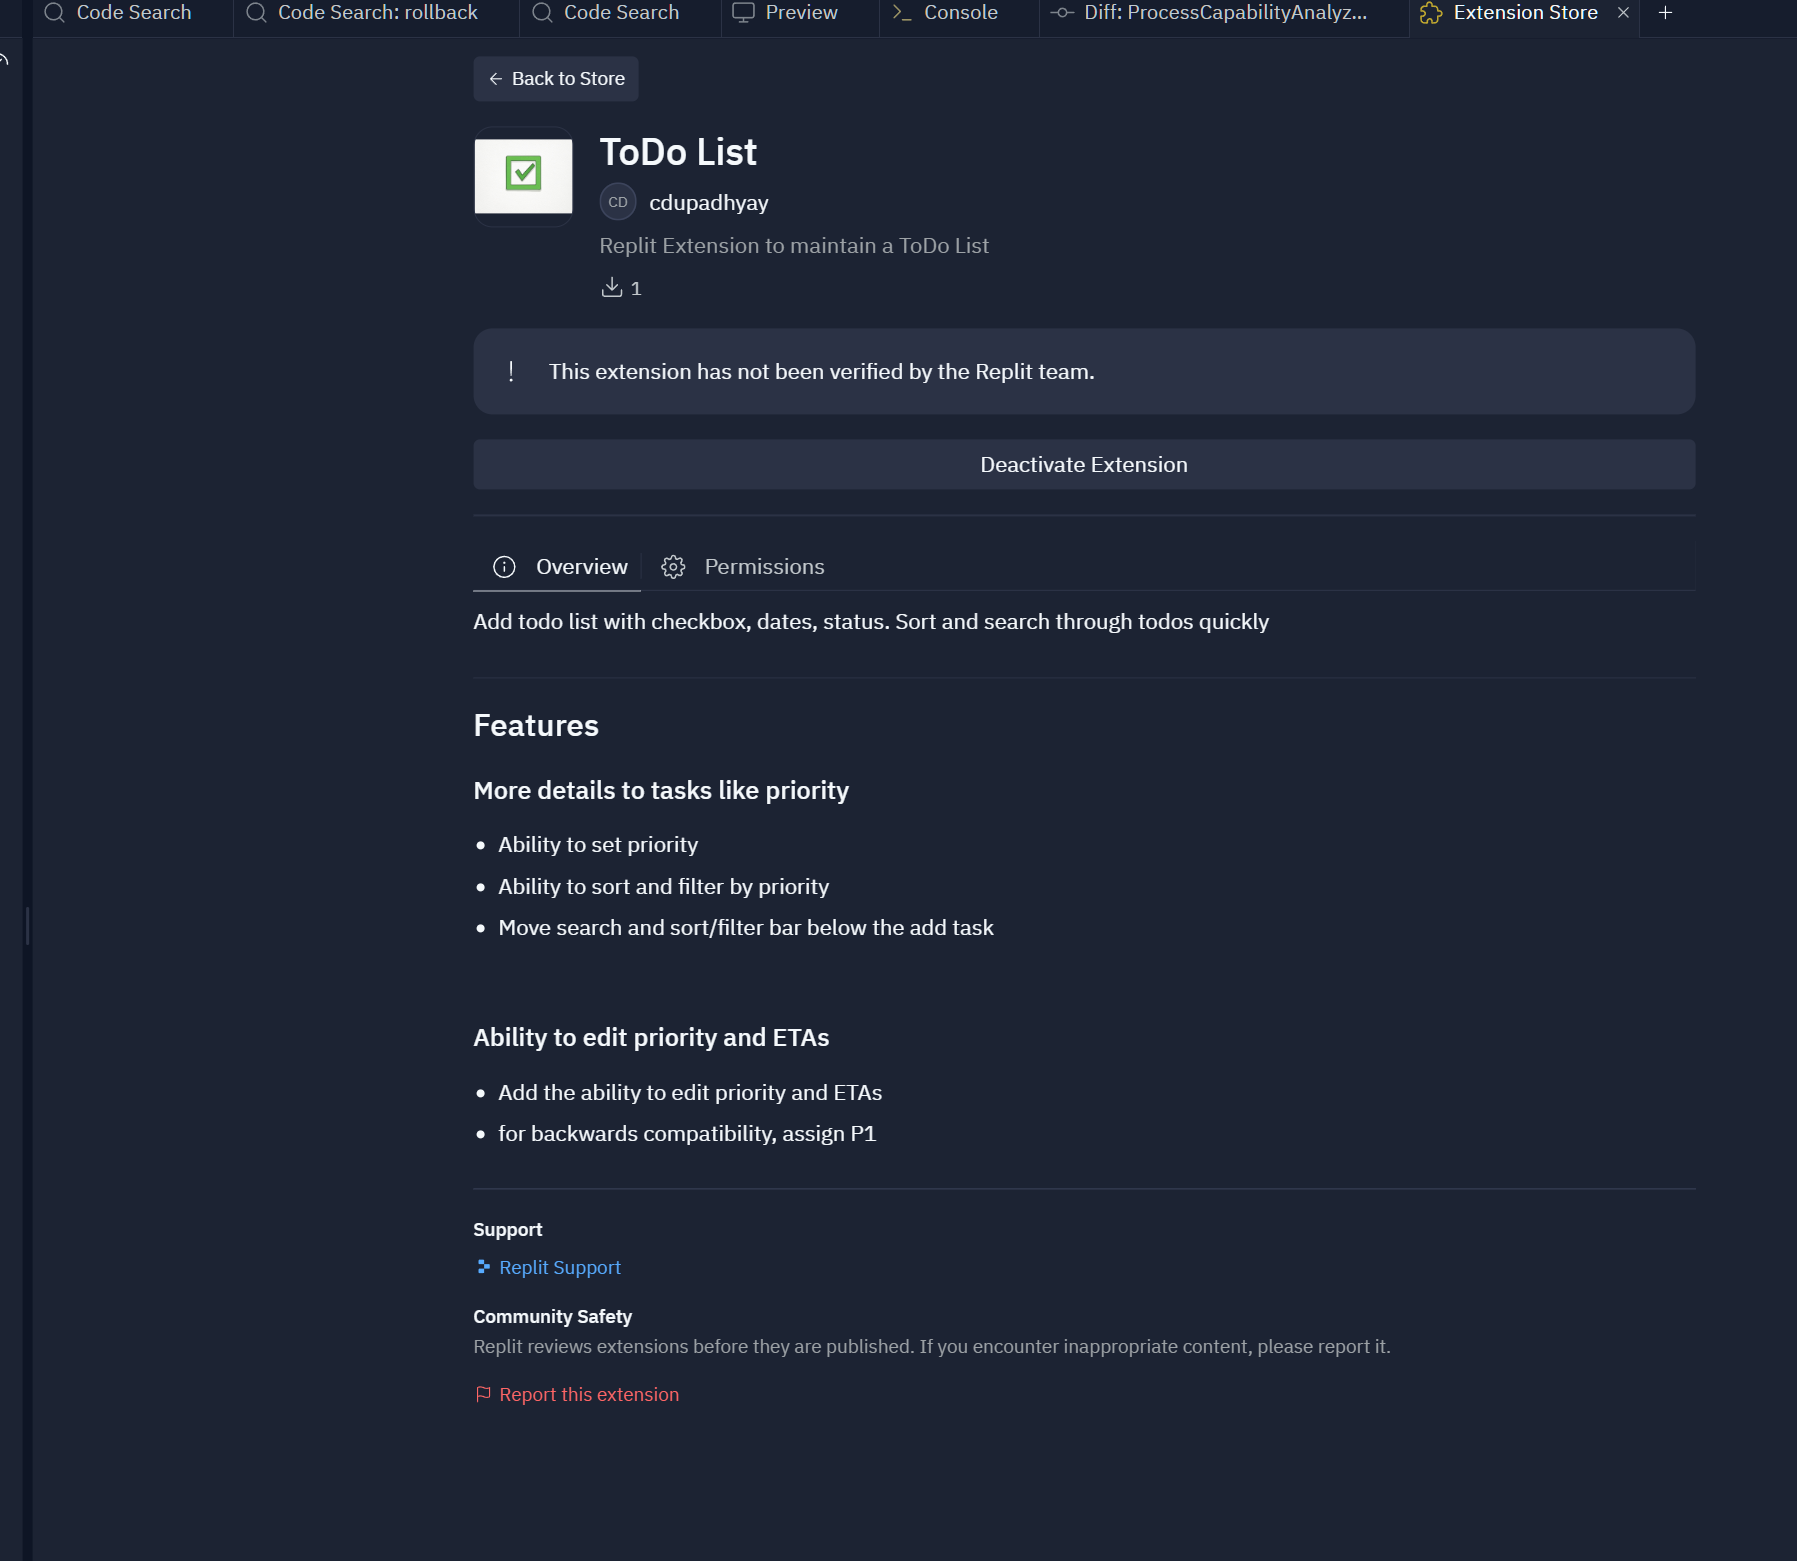 Code Search
Code Search: rollback
Code Search
Preview
Console
Diff: ProcessCapabilityAnalyz...
Extension Store
Back to Store
ToDo List
CD cdupadhyay
Replit Extension to maintain a ToDo List
1
! This extension has not been verified by the Replit team.
Deactivate Extension
Overview
Permissions
Add todo list with checkbox, dates, status. Sort and search through todos quickly
Features
More details to tasks like priority
• Ability to set priority
• Ability to sort and filter by priority
• Move search and sort/filter bar below the add task
Ability to edit priority and ETAs
• Add the ability to edit priority and ETAs
• for backwards compatibility, assign P1
Support
Replit Support
Community Safety
Replit reviews extensions before they are published. If you encounter inappropriate content, please report it.
Report this extension